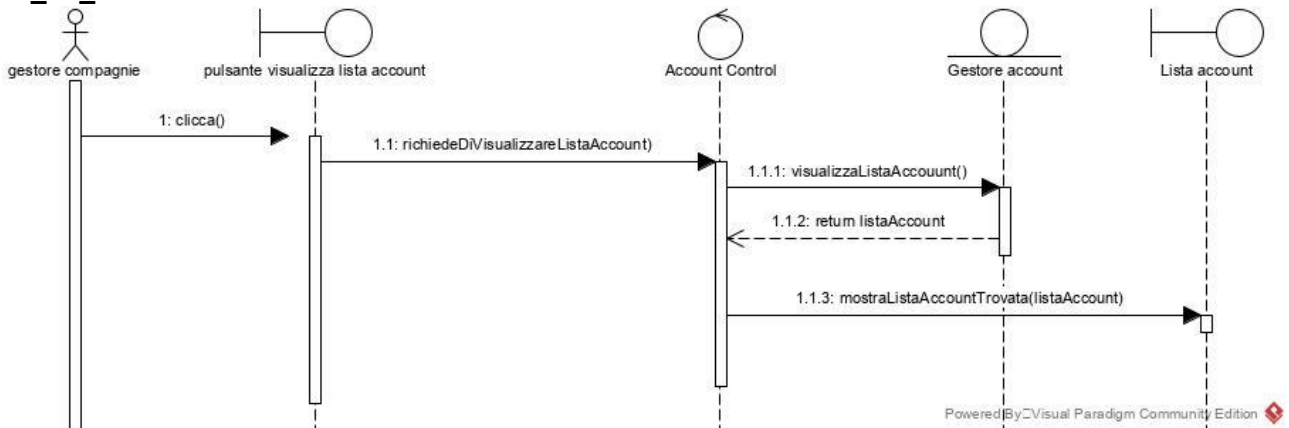 gestore compagnie
pulsante visualizza lista account
Account Control
Gestore account
Lista account
1: clicca()
1.1: richiedeDiVisualizzareListaAccount)
1.1.1: visualizzaListaAccouunt()
1.1.2: return listaAccount
1.1.3: mostraListaAccountTrovata(listaAccount)
Powered By Visual Paradigm Community Edition